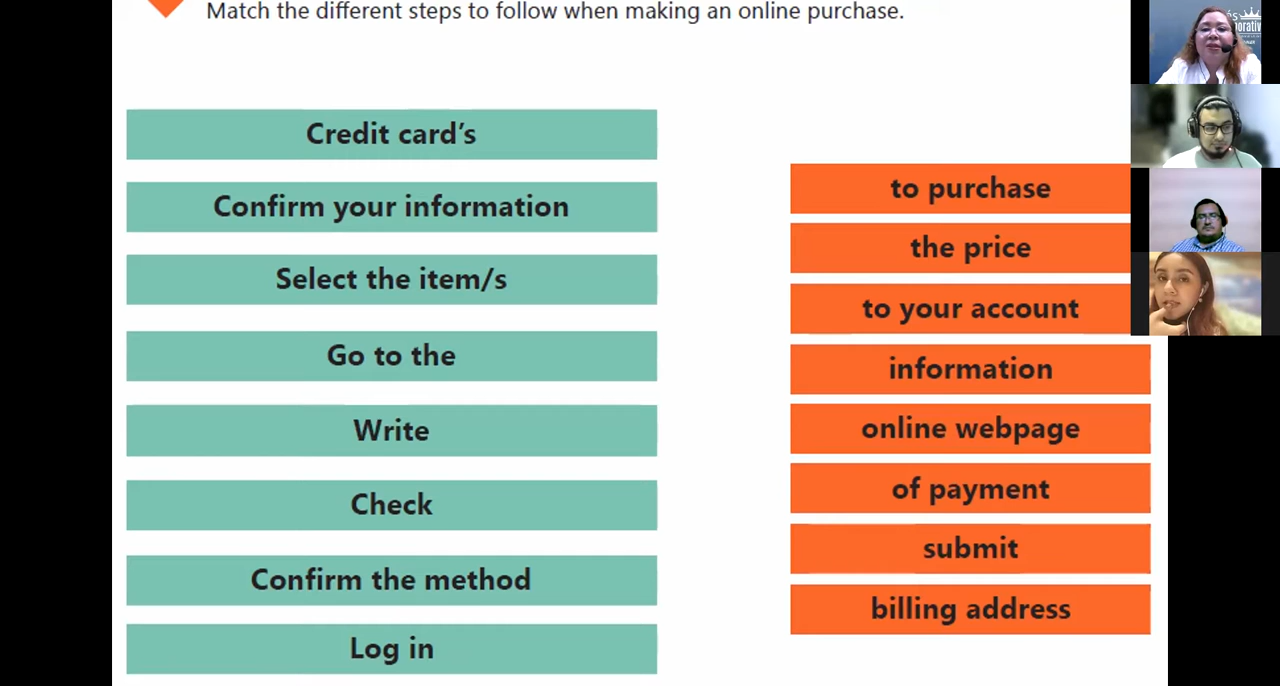 Match the different steps to follow when making an online purchase.
Credit card's
Confirm your information
Select the item/s
Go to the
Write
Check
Confirm the method
Log in
to purchase
the price
to your account
information
online webpage
of payment
submit
billing address